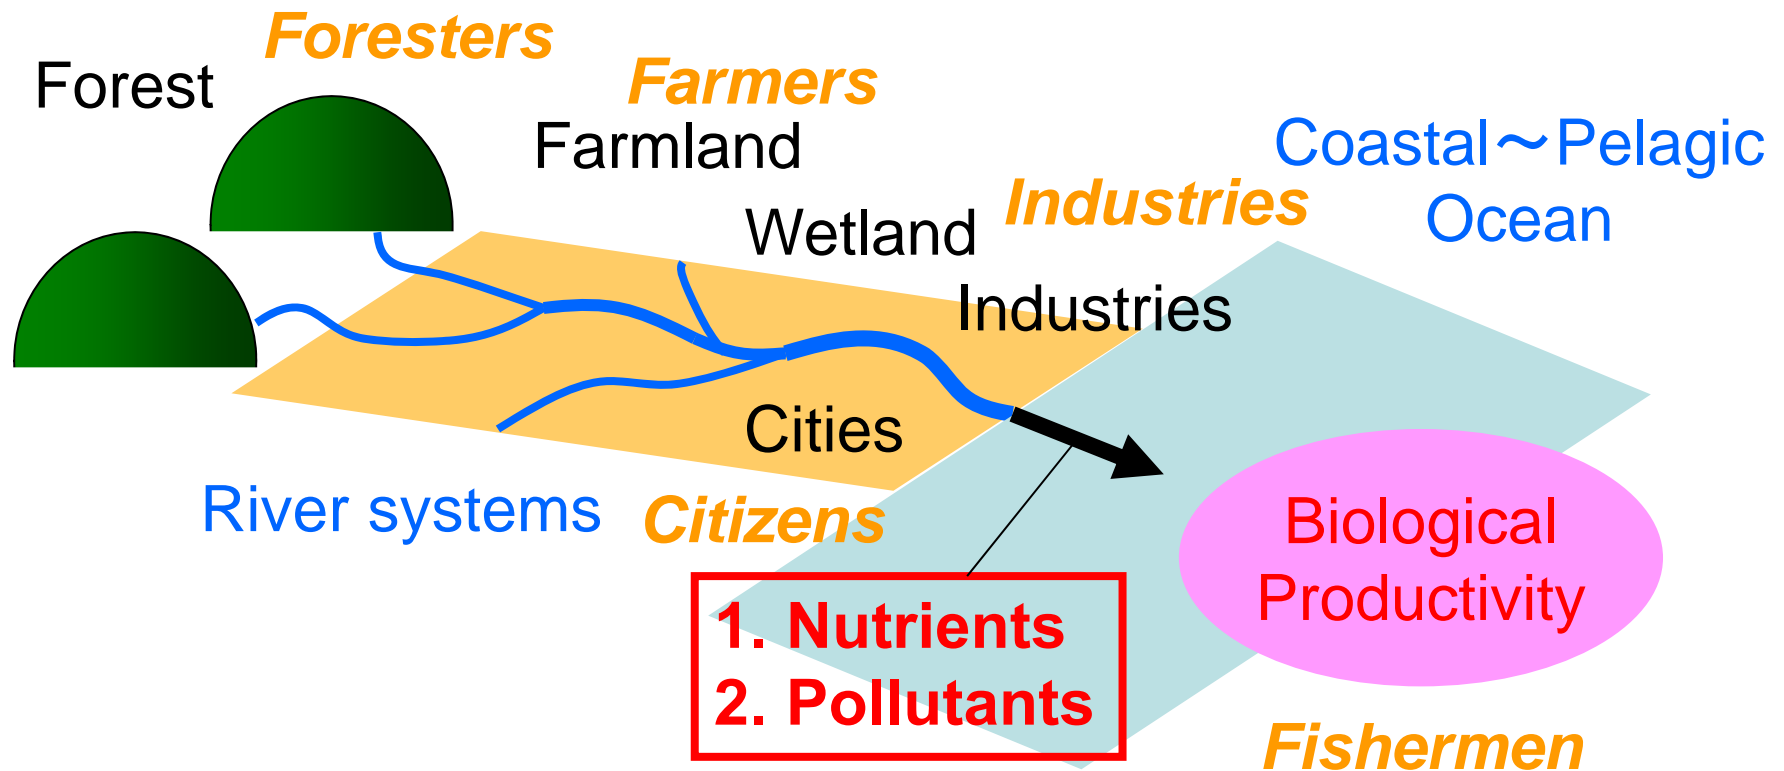 Foresters
Forest
Farmers
Farmland
Coastal～Pelagic
Ocean
Industries
Wetland
Industries
Cities
River systems
Citizens
Biological
Productivity
1. Nutrients
2. Pollutants
Fishermen